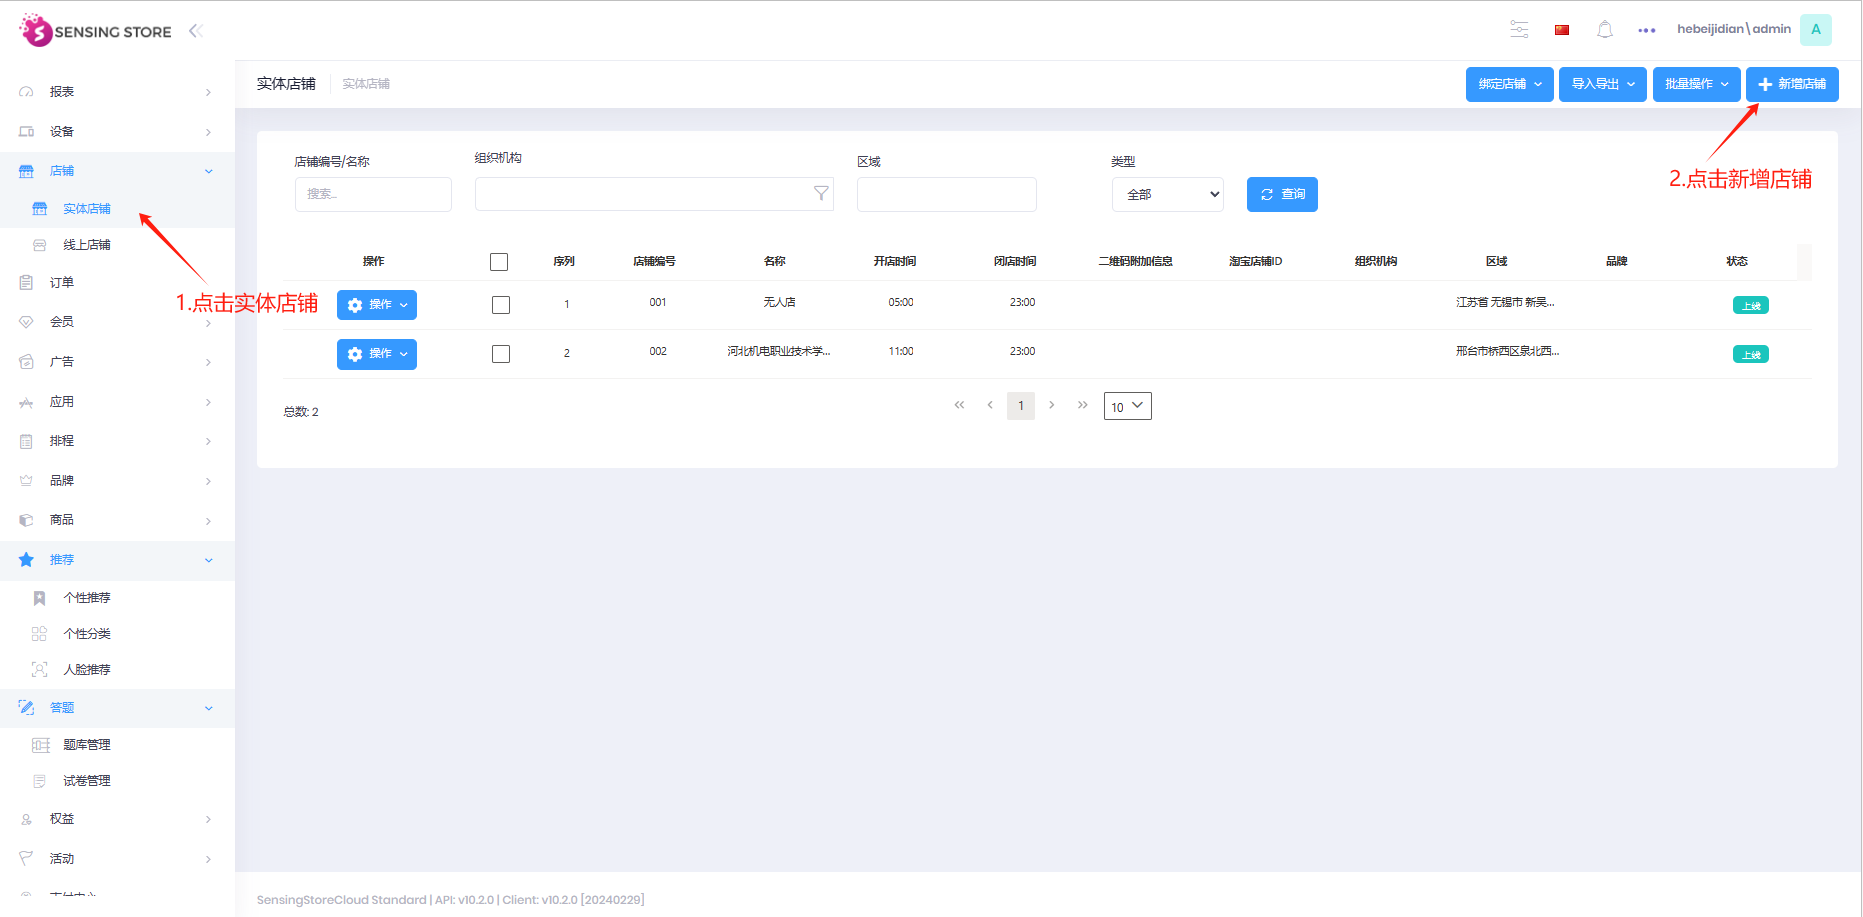 SENSING STORE
hebeijidian\admin
A
报表
设备
店铺
实体店铺
线上店铺
订单
会员
广告
应用
排程
品牌
商品
推荐
个性推荐
个性分类
人脸推荐
答题
题库管理
试卷管理
权益
活动
实体店铺 实体店铺
绑定店铺 导入导出 批量操作 新增店铺
2.点击新增店铺
1.点击实体店铺
店铺编号/名称 组织机构 区域 类型
搜索... 全部 查询
操作 序列 店铺编号 名称 开店时间 闭店时间 二维码附加信息 淘宝店铺ID 组织机构 区域 品牌 状态
操作 1 001 无人店 05:00 23:00 江苏省 无锡市 新吴... 上线
操作 2 002 河北机电职业技术学... 11:00 23:00 邢台市桥西区泉北西... 上线
总数: 2
1
10
SensingStoreCloud Standard | API: v10.2.0 | Client: v10.2.0 [20240229]